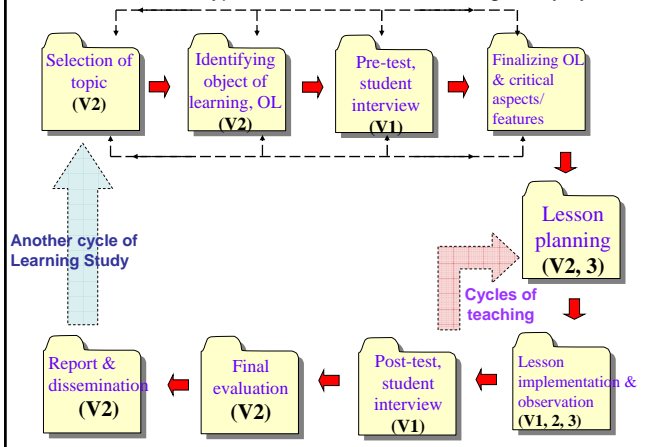 Selection of
topic
(V2)
Identifying
object of
learning, OL
(V2)
Pre-test,
student
interview
(V1)
Finalizing OL
& critical
aspects/
features
Lesson
planning
(V2, 3)
Another cycle of
Learning Study
Cycles of
teaching
Report &
dissemination
(V2)
Final
evaluation
(V2)
Post-test,
student
interview
(V1)
Lesson
implementation &
observation
(V1, 2, 3)